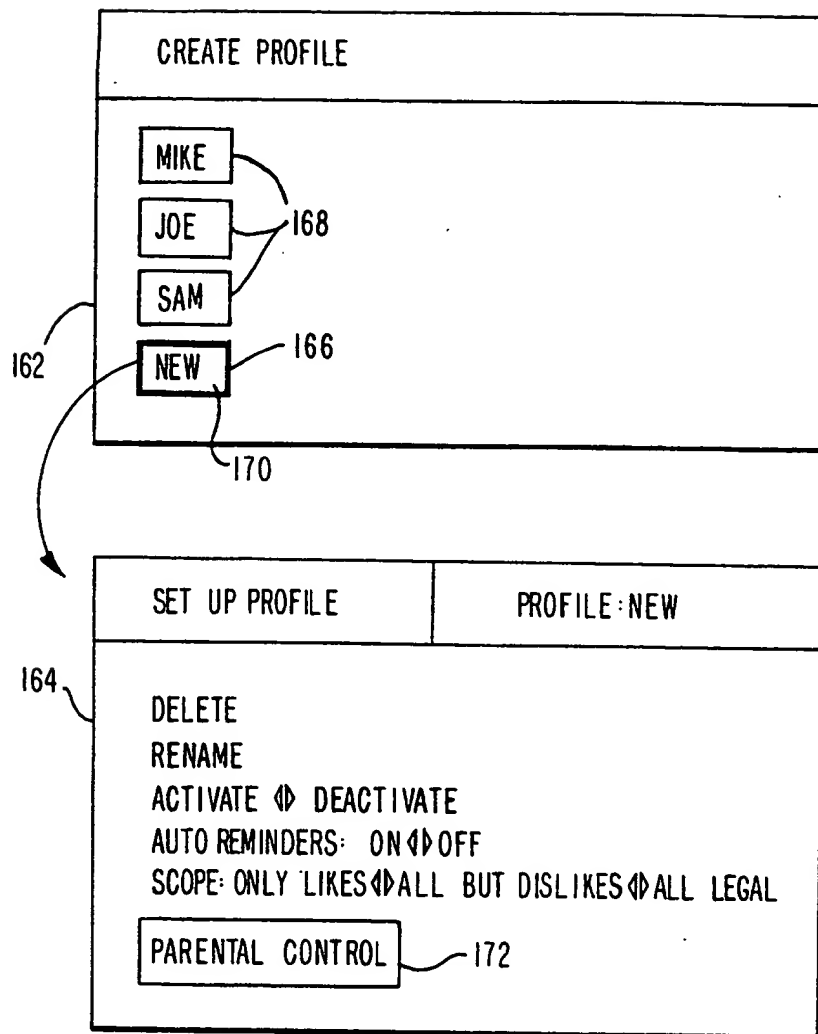 CREATE PROFILE
MIKE
JOE
168
SAM
162
NEW
166
170
SET UP PROFILE
PROFILE:NEW
164
DELETE
RENAME
ACTIVATE ◁▷ DEACTIVATE
AUTO REMINDERS: ON◁▷OFF
SCOPE: ONLY LIKES◁▷ALL BUT DISLIKES◁▷ALL LEGAL
PARENTAL CONTROL
172